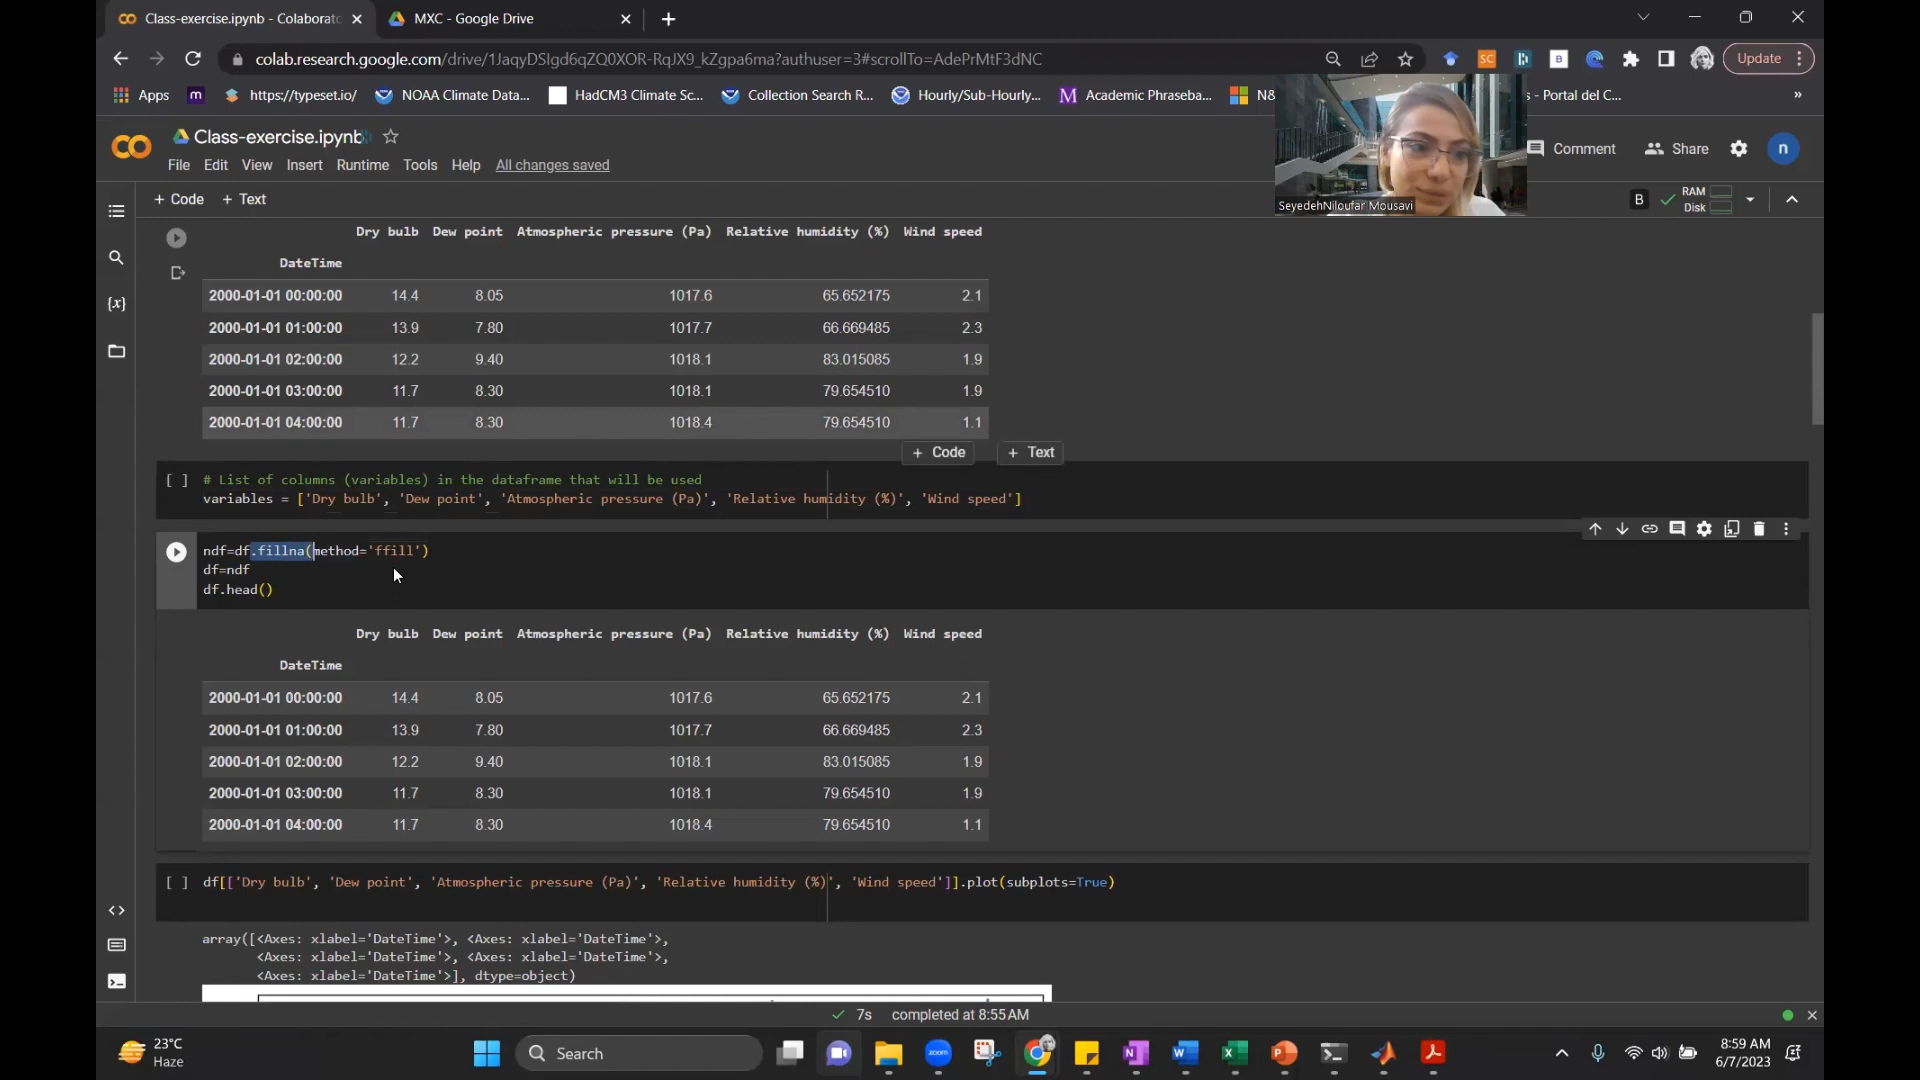 Class-exercise.ipynb - Colaborato
MXC - Google Drive
colab.research.google.com/drive/1JaqyDSIgd6qZQ0XOR-RqJX9_kZgpa6ma?authuser=3#scrollTo=AdePrMtF3dNC
Update
Apps
m
https://typeset.io/
NOAA Climate Data...
HadCM3 Climate Sc...
Collection Search R...
Hourly/Sub-Hourly...
Academic Phraseba...
N&
s - Portal del C...
»
Class-exercise.ipynb
File Edit View Insert Runtime Tools Help All changes saved
Comment
Share
n
SeyedehNiloufar Mousavi
+ Code + Text
B
RAM
Disk
Dry bulb Dew point Atmospheric pressure (Pa) Relative humidity (%) Wind speed
DateTime
2000-01-01 00:00:00 14.4 8.05 1017.6 65.652175 2.1
2000-01-01 01:00:00 13.9 7.80 1017.7 66.669485 2.3
2000-01-01 02:00:00 12.2 9.40 1018.1 83.015085 1.9
2000-01-01 03:00:00 11.7 8.30 1018.1 79.654510 1.9
2000-01-01 04:00:00 11.7 8.30 1018.4 79.654510 1.1
+ Code + Text
[ ] # List of columns (variables) in the dataframe that will be used
variables = ['Dry bulb', 'Dew point', 'Atmospheric pressure (Pa)', 'Relative humidity (%)', 'Wind speed']
ndf=df.fillna(method='ffill')
df=ndf
df.head()
Dry bulb Dew point Atmospheric pressure (Pa) Relative humidity (%) Wind speed
DateTime
2000-01-01 00:00:00 14.4 8.05 1017.6 65.652175 2.1
2000-01-01 01:00:00 13.9 7.80 1017.7 66.669485 2.3
2000-01-01 02:00:00 12.2 9.40 1018.1 83.015085 1.9
2000-01-01 03:00:00 11.7 8.30 1018.1 79.654510 1.9
2000-01-01 04:00:00 11.7 8.30 1018.4 79.654510 1.1
[ ] df[['Dry bulb', 'Dew point', 'Atmospheric pressure (Pa)', 'Relative humidity (%)', 'Wind speed']].plot(subplots=True)
array([<Axes: xlabel='DateTime'>, <Axes: xlabel='DateTime'>,
<Axes: xlabel='DateTime'>, <Axes: xlabel='DateTime'>,
<Axes: xlabel='DateTime'>], dtype=object)
7s completed at 8:55 AM
23°C
Haze
Search
zoom
8:59 AM
6/7/2023